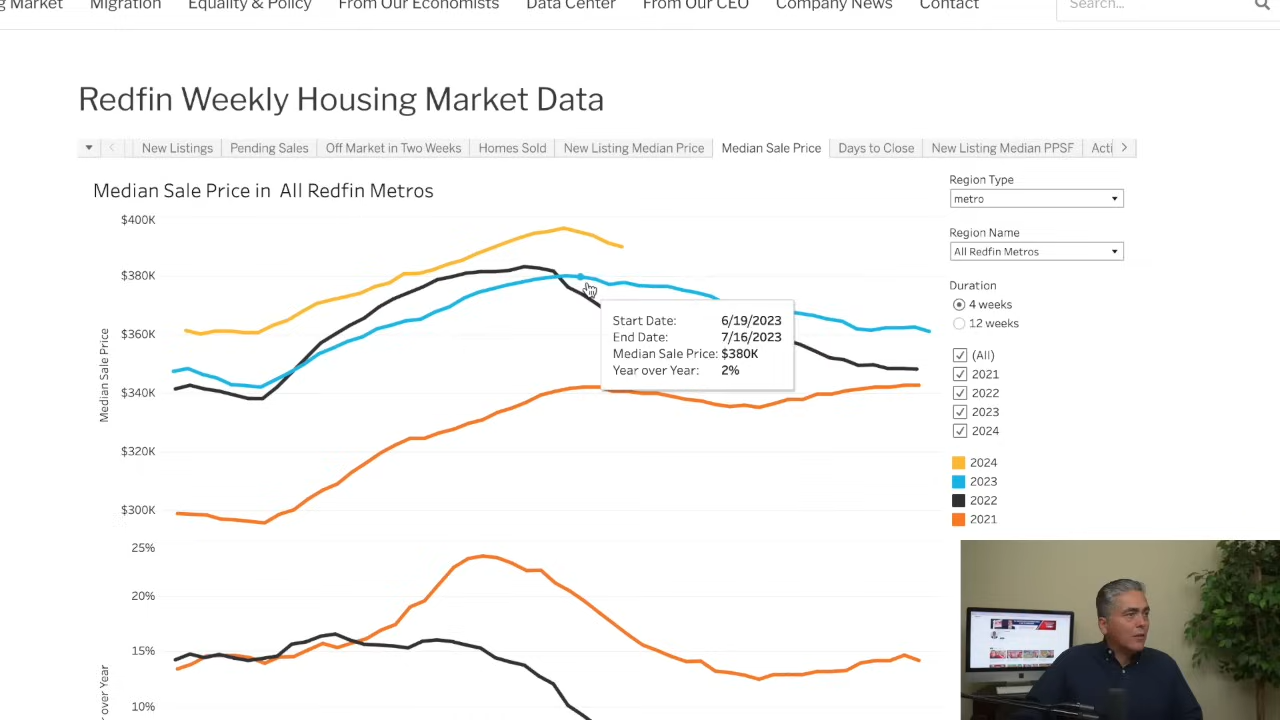 g Market Migration Equality & Policy From Our Economists Data Center From Our CEO Company News Contact Search...
Redfin Weekly Housing Market Data
New Listings Pending Sales Off Market in Two Weeks Homes Sold New Listing Median Price Median Sale Price Days to Close New Listing Median PPSF Acti
Median Sale Price in All Redfin Metros
$400K
$380K
$360K
$340K
$320K
$300K
Median Sale Price
25%
20%
15%
10%
er over Year
Start Date: 6/19/2023
End Date: 7/16/2023
Median Sale Price: $380K
Year over Year: 2%
Region Type
metro
Region Name
All Redfin Metros
Duration
4 weeks
12 weeks
(All)
2021
2022
2023
2024
2024
2023
2022
2021